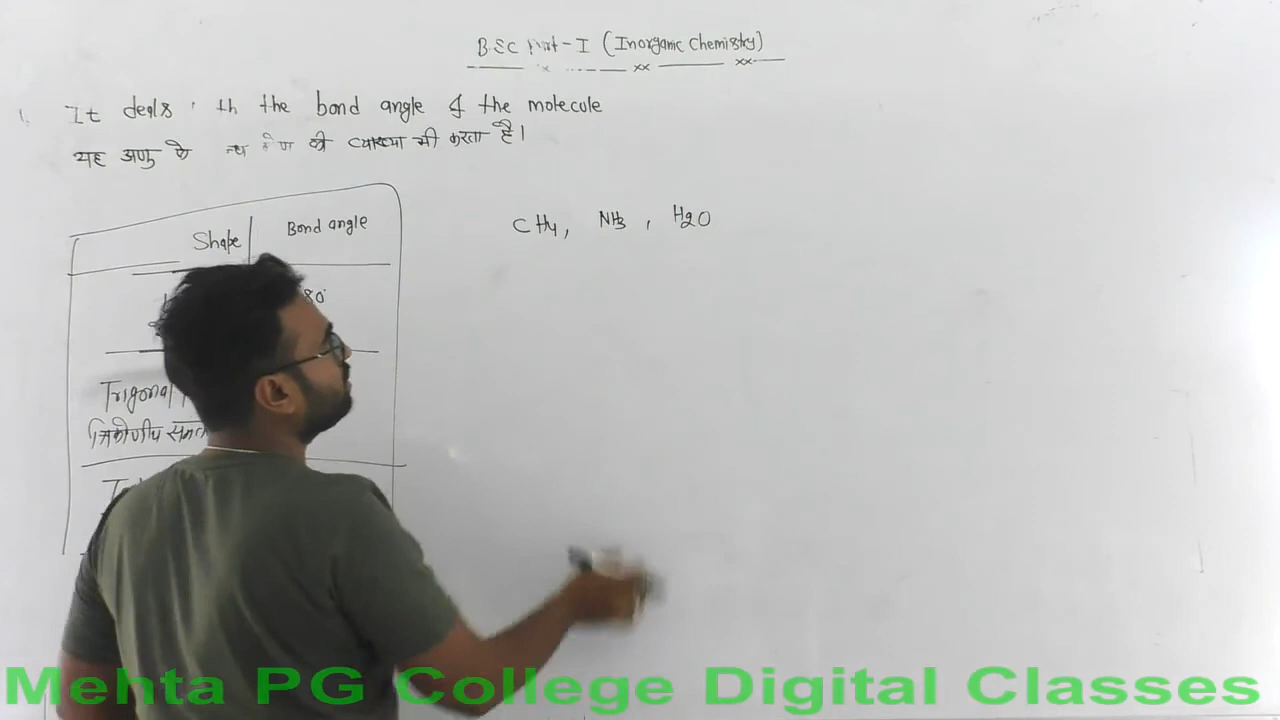 B.SC Part-I (Inorganic Chemistry)
It deals th the bond angle of the molecule
यह अणु के की व्याख्या भी करता है।
Shape Bond angle
CH4, NH3, H2O
80°
Trigonal
त्रिकोणीय
Mehta PG College Digital Classes